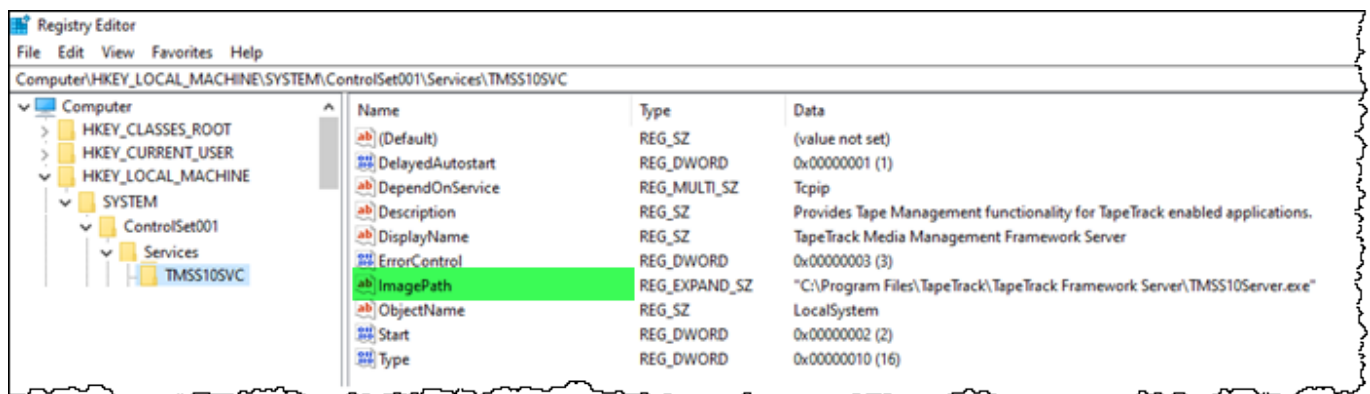 Registry Editor
File Edit View Favorites Help
Computer\HKEY_LOCAL_MACHINE\SYSTEM\ControlSet001\Services\TMSS10SVC
Computer
HKEY_CLASSES_ROOT
HKEY_CURRENT_USER
HKEY_LOCAL_MACHINE
SYSTEM
ControlSet001
Services
TMSS10SVC
Name Type Data
(Default) REG_SZ (value not set)
DelayedAutostart REG_DWORD 0x00000001 (1)
DependOnService REG_MULTI_SZ Tcpip
Description REG_SZ Provides Tape Management functionality for TapeTrack enabled applications.
DisplayName REG_SZ TapeTrack Media Management Framework Server
ErrorControl REG_DWORD 0x00000003 (3)
ImagePath REG_EXPAND_SZ "C:\Program Files\TapeTrack\TapeTrack Framework Server\TMSS10Server.exe"
ObjectName REG_SZ LocalSystem
Start REG_DWORD 0x00000002 (2)
Type REG_DWORD 0x00000010 (16)